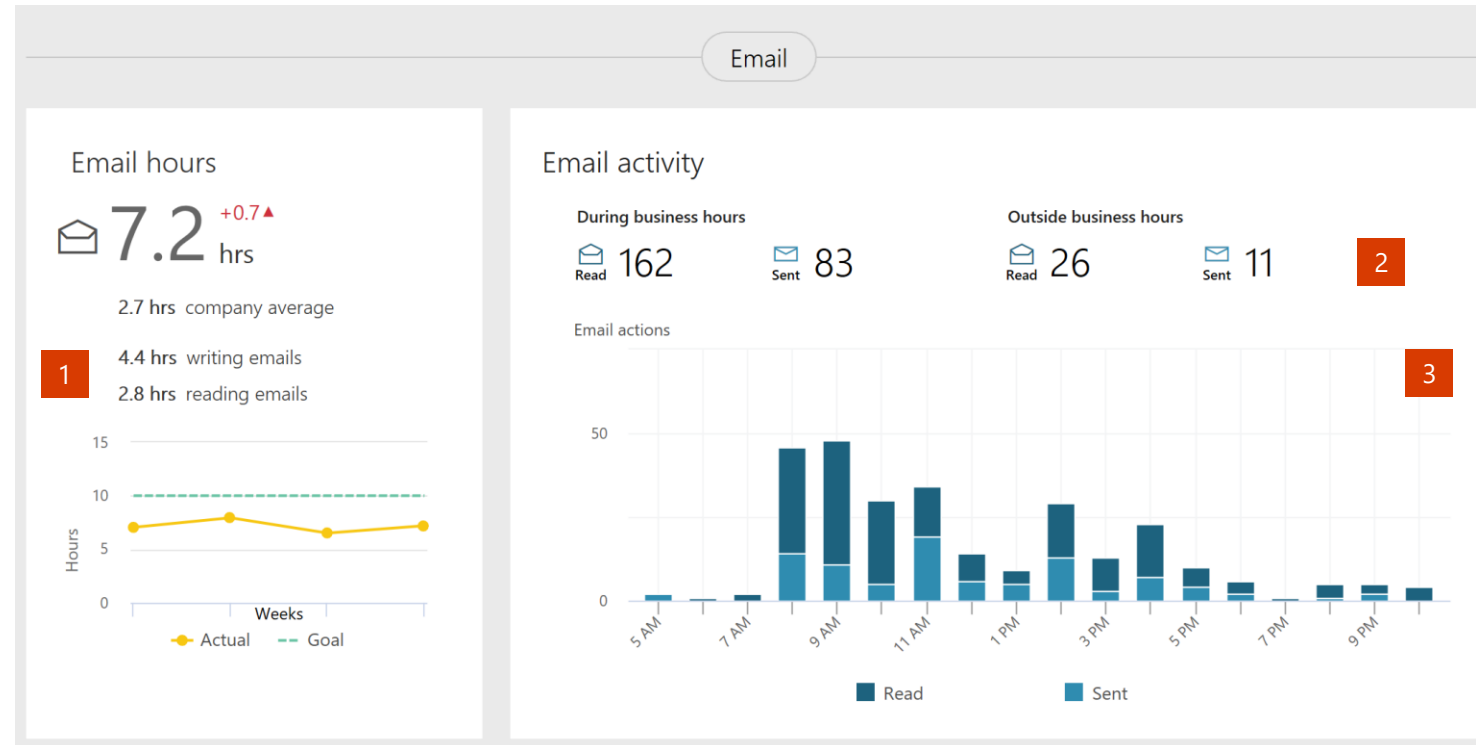 Email
Email hours
7.2 hrs +0.7▲
2.7 hrs company average
1
4.4 hrs writing emails
2.8 hrs reading emails
15
10
5
0
Hours
Weeks
Actual Goal
Email activity
During business hours
Read 162 Sent 83
Outside business hours
Read 26 Sent 11
2
Email actions
3
50
0
5 AM 7 AM 9 AM 11 AM 1 PM 3 PM 5 PM 7 PM 9 PM
Read Sent